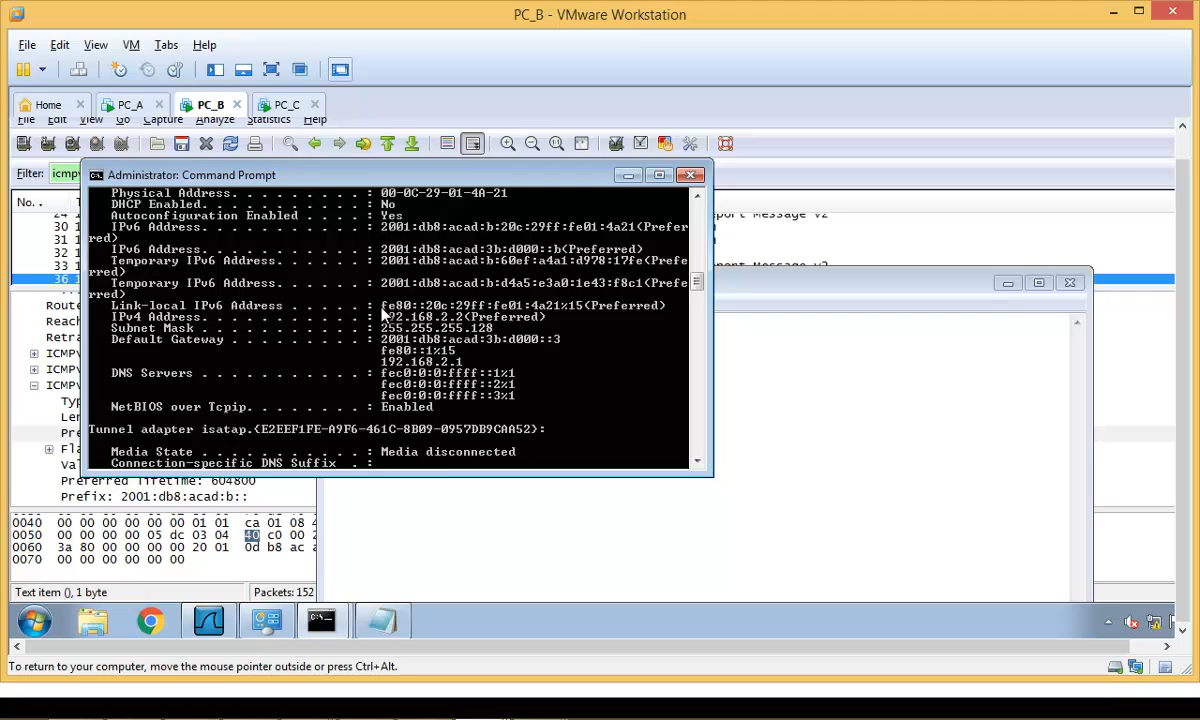 PC_B - VMware Workstation
File Edit View VM Tabs Help
Home PC_A PC_B PC_C
File Edit View Go Capture Analyze Statistics Help
Filter: icmpv
No..
24
30
31
32
33
36
Administrator: Command Prompt
Physical Address. . . . . . . . . : 00-0C-29-01-4A-21
DHCP Enabled. . . . . . . . . . . : No
Autoconfiguration Enabled . . . . : Yes
IPv6 Address. . . . . . . . . . . : 2001:db8:acad:b:20c:29ff:fe01:4a21(Prefer
red)
IPv6 Address. . . . . . . . . . . : 2001:db8:acad:3b:d000::b(Preferred)
Temporary IPv6 Address. . . . . . : 2001:db8:acad:b:60ef:a4a1:d978:17fe(Prefe
rred)
Temporary IPv6 Address. . . . . . : 2001:db8:acad:b:d4a5:e3a0:1e43:f8c1(Prefe
rred)
Link-local IPv6 Address . . . . . : fe80::20c:29ff:fe01:4a21%15(Preferred)
IPv4 Address. . . . . . . . . . . : 192.168.2.2(Preferred)
Subnet Mask . . . . . . . . . . . : 255.255.255.128
Default Gateway . . . . . . . . . : 2001:db8:acad:3b:d000::3
fe80::1%15
192.168.2.1
DNS Servers . . . . . . . . . . . : fec0:0:0:ffff::1%1
fec0:0:0:ffff::2%1
fec0:0:0:ffff::3%1
NetBIOS over Tcpip. . . . . . . . : Enabled
Tunnel adapter isatap.{E2EEF1FE-A9F6-461C-8B09-0957DB9CAA52}:
Media State . . . . . . . . . . . : Media disconnected
Connection-specific DNS Suffix . :
port Message v2
Route
Reach
Retra
ICMPV
ICMPV
ICMPV
Typ
Len
Pre
Fla
Val
Preferred lifetime: 604800
Prefix: 2001:db8:acad:b::
0040 00 00 00 00 00 00 01 01 ca 01 08 4
0050 00 00 00 00 05 dc 03 04 40 c0 00 2
0060 3a 80 00 00 00 00 20 01 0d b8 ac a
0070 00 00 00 00 00 00
Text item (), 1 byte Packets: 152
To return to your computer, move the mouse pointer outside or press Ctrl+Alt.